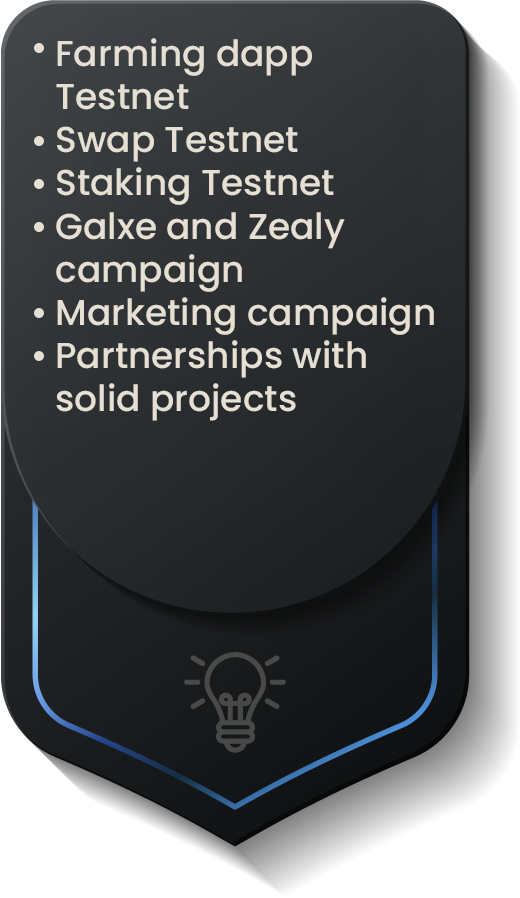 • Farming dapp
Testnet
• Swap Testnet
• Staking Testnet
• Galxe and Zealy
campaign
• Marketing campaign
• Partnerships with
solid projects